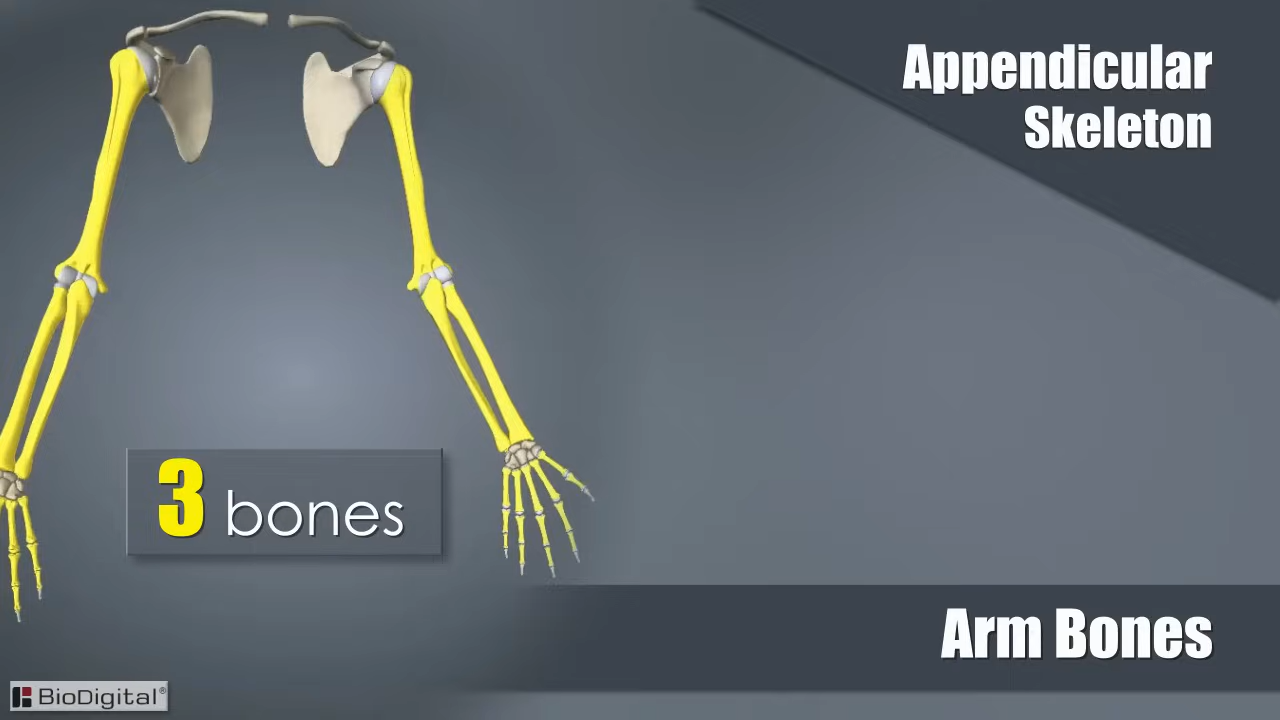 Appendicular
Skeleton
3 bones
Arm Bones
BioDigital®